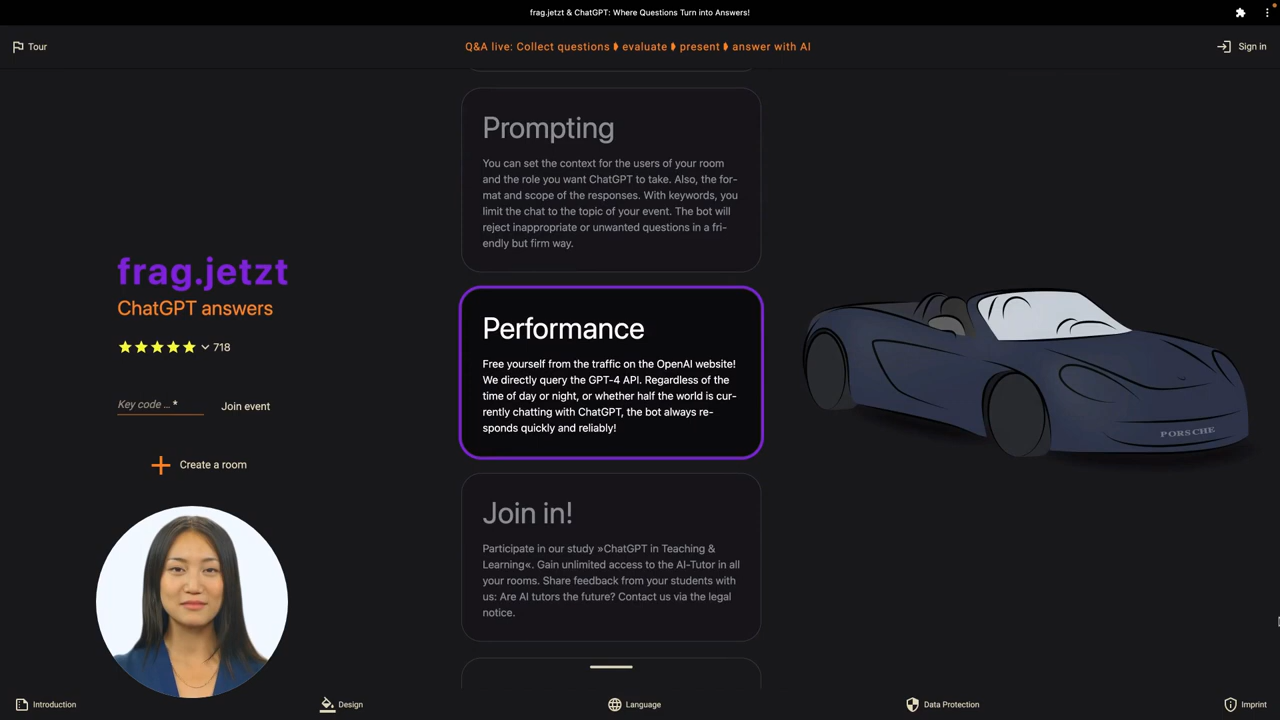 frag.jetzt & ChatGPT: Where Questions Turn into Answers!
Tour
Q&A live: Collect questions ◗ evaluate ◗ present ◗ answer with AI
Sign in
frag.jetzt
ChatGPT answers
718
Key code ... *
Join event
Create a room
Prompting
You can set the context for the users of your room
and the role you want ChatGPT to take. Also, the for-
mat and scope of the responses. With keywords, you
limit the chat to the topic of your event. The bot will
reject inappropriate or unwanted questions in a fri-
endly but firm way.
Performance
Free yourself from the traffic on the OpenAI website!
We directly query the GPT-4 API. Regardless of the
time of day or night, or whether half the world is cur-
rently chatting with ChatGPT, the bot always re-
sponds quickly and reliably!
Join in!
Participate in our study »ChatGPT in Teaching &
Learning«. Gain unlimited access to the AI-Tutor in all
your rooms. Share feedback from your students with
us: Are AI tutors the future? Contact us via the legal
notice.
PORSCHE
Introduction
Design
Language
Data Protection
Imprint